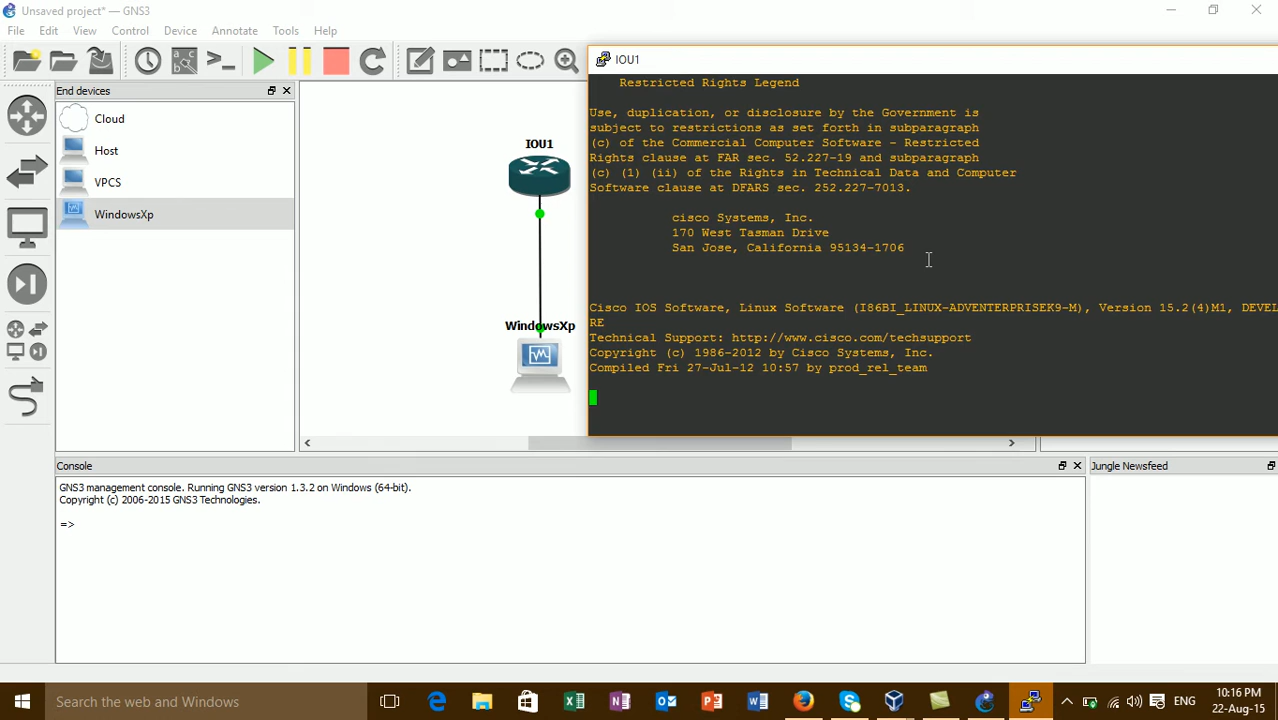 Unsaved project* — GNS3
File Edit View Control Device Annotate Tools Help
End devices
Cloud
Host
VPCS
WindowsXp
IOU1
WindowsXp
IOU1
Restricted Rights Legend
Use, duplication, or disclosure by the Government is
subject to restrictions as set forth in subparagraph
(c) of the Commercial Computer Software - Restricted
Rights clause at FAR sec. 52.227-19 and subparagraph
(c) (1) (ii) of the Rights in Technical Data and Computer
Software clause at DFARS sec. 252.227-7013.
cisco Systems, Inc.
170 West Tasman Drive
San Jose, California 95134-1706
Cisco IOS Software, Linux Software (I86BI_LINUX-ADVENTERPRISEK9-M), Version 15.2(4)M1, DEVEL
RE
Technical Support: http://www.cisco.com/techsupport
Copyright (c) 1986-2012 by Cisco Systems, Inc.
Compiled Fri 27-Jul-12 10:57 by prod_rel_team
Console
GNS3 management console. Running GNS3 version 1.3.2 on Windows (64-bit).
Copyright (c) 2006-2015 GNS3 Technologies.
=>
Jungle Newsfeed
Search the web and Windows
ENG
10:16 PM
22-Aug-15